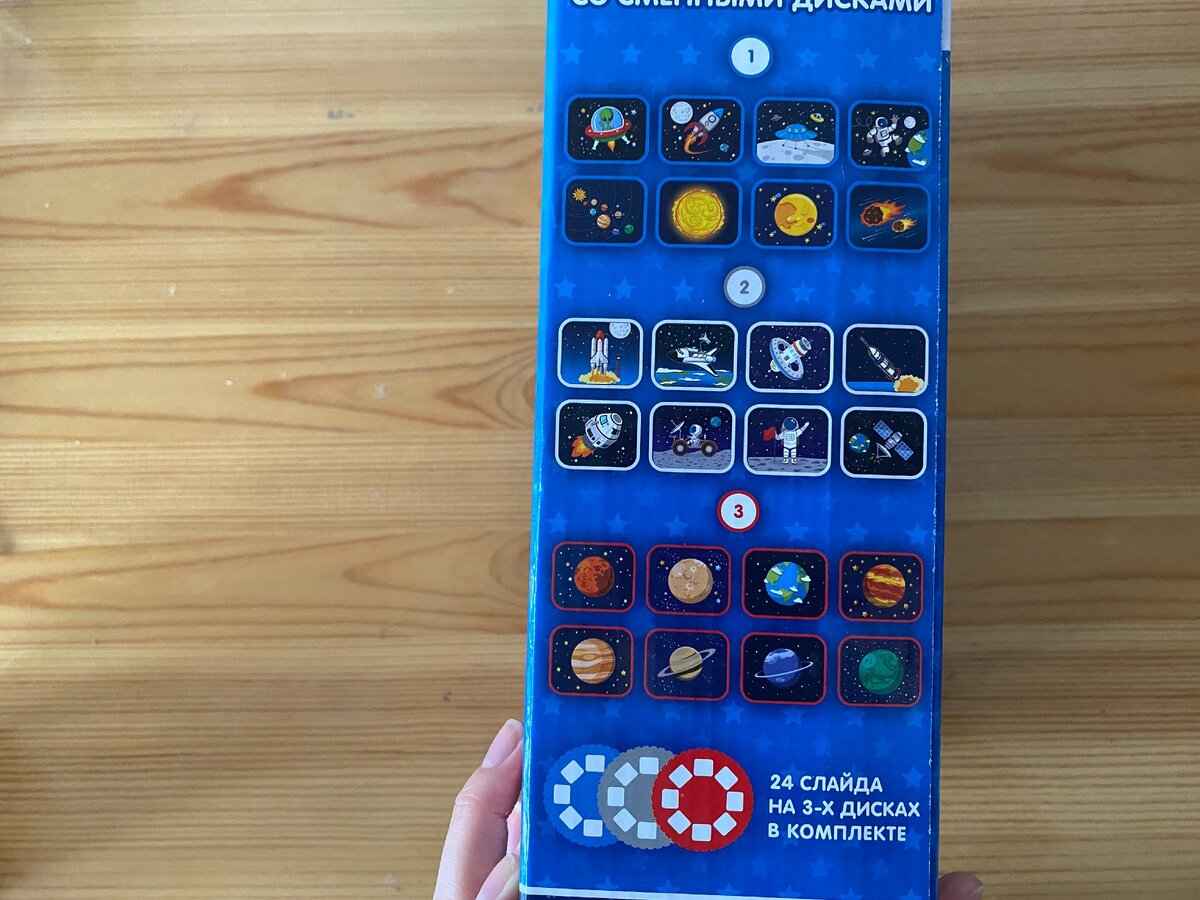 СО СМЕННЫМИ ДИСКАМИ
1
2
3
24 СЛАЙДА
НА 3-Х ДИСКАХ
В КОМПЛЕКТЕ